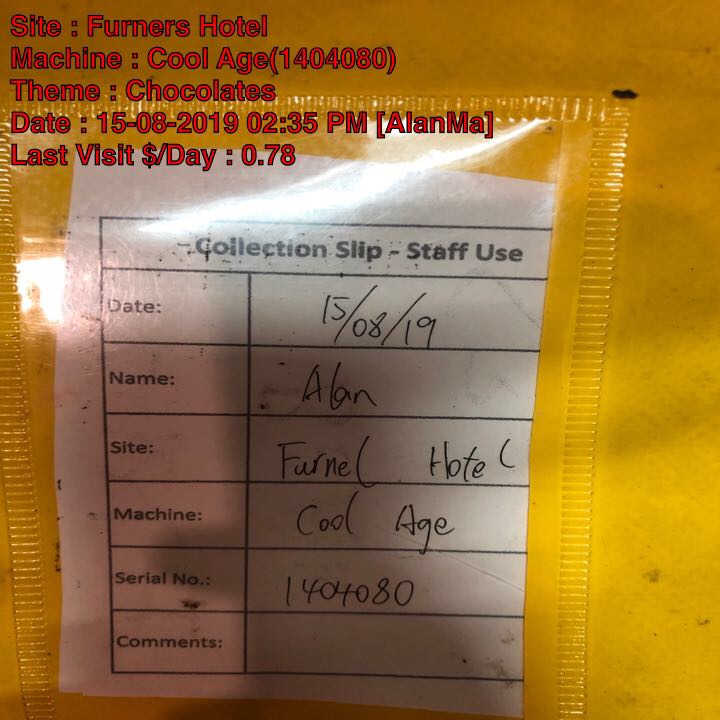 Site : Furners Hotel
Machine : Cool Age(1404080)
Theme : Chocolates
Date : 15-08-2019 02:35 PM [AlanMa]
Last Visit $/Day : 0.78
Collection Slip - Staff Use
Date: 15/08/19
Name: Alan
Site: Furnel Hotel
Machine: Cool Age
Serial No.: 1404080
Comments: